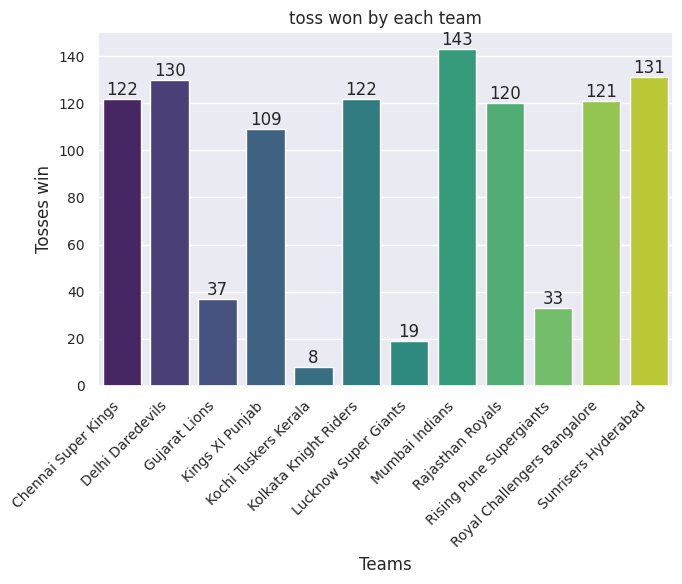 toss won by each team
Tosses win
140
120
100
80
60
40
20
0
122
130
37
109
8
122
19
143
120
33
121
131
Chennai Super Kings
Delhi Daredevils
Gujarat Lions
Kings XI Punjab
Kochi Tuskers Kerala
Kolkata Knight Riders
Lucknow Super Giants
Mumbai Indians
Rajasthan Royals
Rising Pune Supergiants
Royal Challengers Bangalore
Sunrisers Hyderabad
Teams